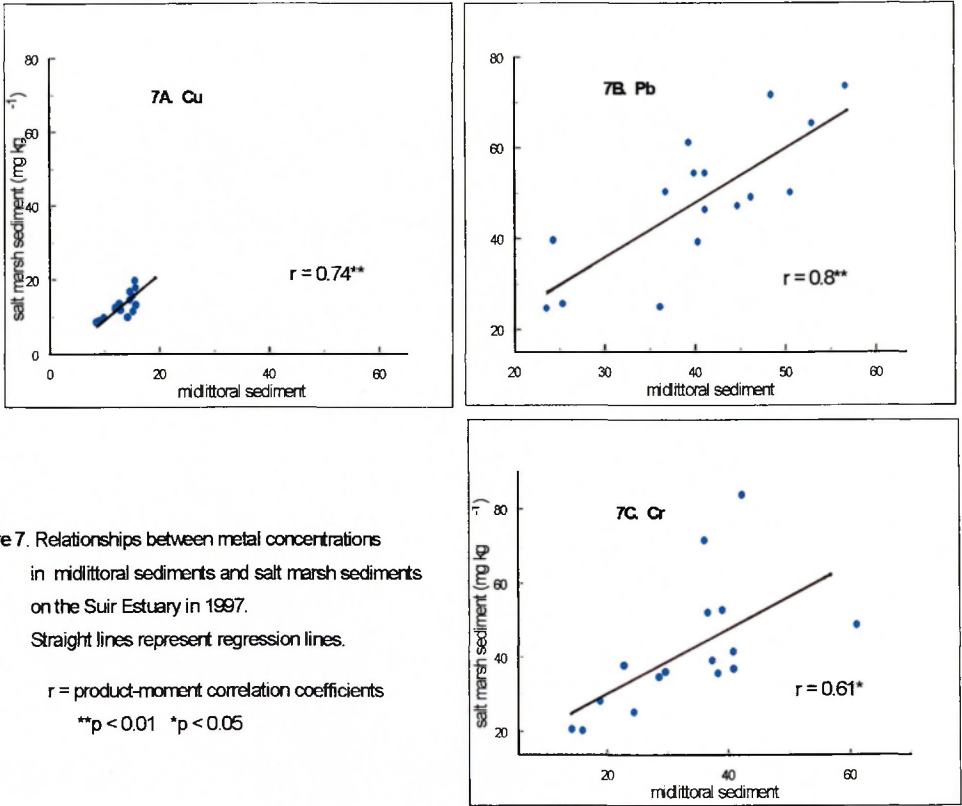 80
7A. Cu
60
40
20
0
0 20 40 60
salt marsh sediment (mg kg⁻¹)
midlittoral sediment
r = 0.74**
80
7B. Pb
60
40
20
20 30 40 50 60
midlittoral sediment
r = 0.8**
80
7C. Cr
60
40
20
20 40 60
salt marsh sediment (mg kg⁻¹)
midlittoral sediment
r = 0.61*
e 7. Relationships between metal concentrations
in midlittoral sediments and salt marsh sediments
on the Suir Estuary in 1997.
Straight lines represent regression lines.
r = product-moment correlation coefficients
**p < 0.01 *p < 0.05